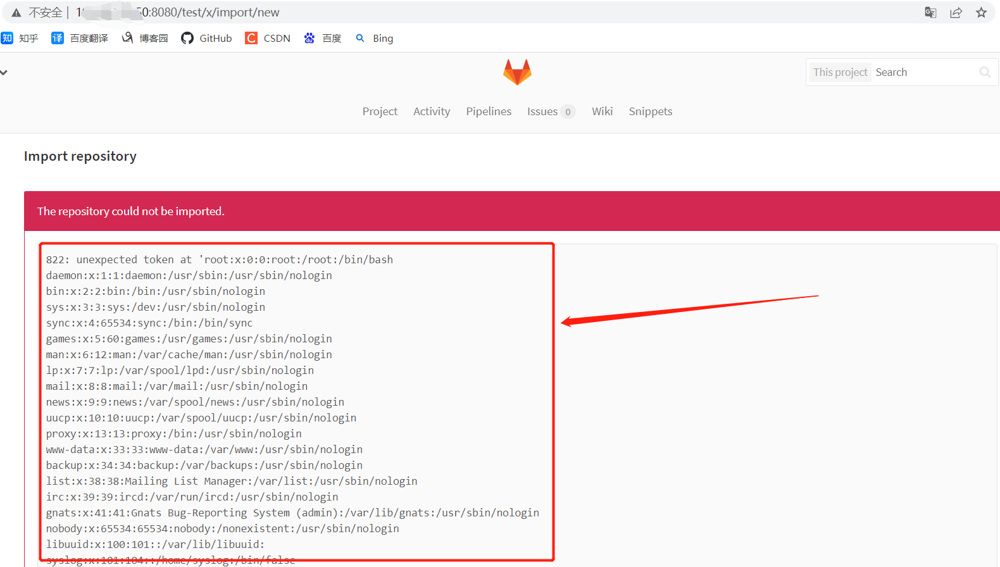 不安全 | 1 50:8080/test/x/import/new
知 知乎 译 百度翻译 博客园 GitHub C CSDN du 百度 Bing
This project Search
Project Activity Pipelines Issues 0 Wiki Snippets
Import repository
The repository could not be imported.
822: unexpected token at 'root:x:0:0:root:/root:/bin/bash
daemon:x:1:1:daemon:/usr/sbin:/usr/sbin/nologin
bin:x:2:2:bin:/bin:/usr/sbin/nologin
sys:x:3:3:sys:/dev:/usr/sbin/nologin
sync:x:4:65534:sync:/bin:/bin/sync
games:x:5:60:games:/usr/games:/usr/sbin/nologin
man:x:6:12:man:/var/cache/man:/usr/sbin/nologin
lp:x:7:7:lp:/var/spool/lpd:/usr/sbin/nologin
mail:x:8:8:mail:/var/mail:/usr/sbin/nologin
news:x:9:9:news:/var/spool/news:/usr/sbin/nologin
uucp:x:10:10:uucp:/var/spool/uucp:/usr/sbin/nologin
proxy:x:13:13:proxy:/bin:/usr/sbin/nologin
www-data:x:33:33:www-data:/var/www:/usr/sbin/nologin
backup:x:34:34:backup:/var/backups:/usr/sbin/nologin
list:x:38:38:Mailing List Manager:/var/list:/usr/sbin/nologin
irc:x:39:39:ircd:/var/run/ircd:/usr/sbin/nologin
gnats:x:41:41:Gnats Bug-Reporting System (admin):/var/lib/gnats:/usr/sbin/nologin
nobody:x:65534:65534:nobody:/nonexistent:/usr/sbin/nologin
libuuid:x:100:101::/var/lib/libuuid:
syslog:x:101:104::/home/syslog:/bin/false